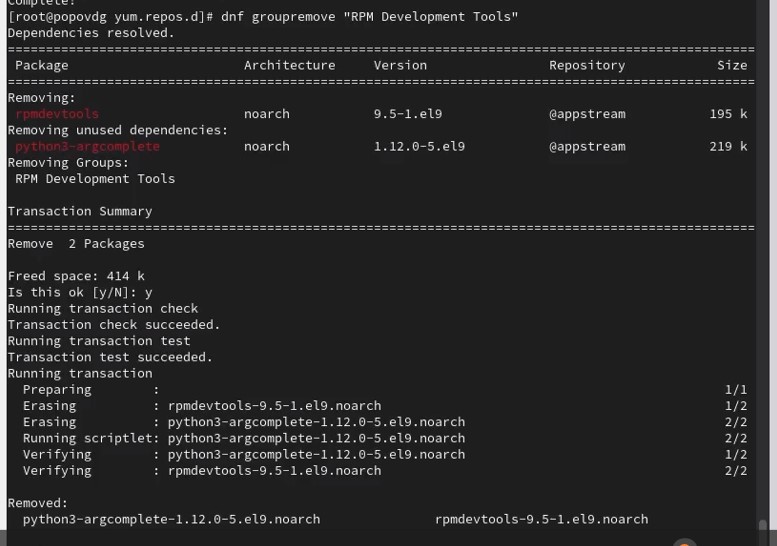 Complete!
[root@popovdg yum.repos.d]# dnf groupremove "RPM Development Tools"
Dependencies resolved.
================================================================================
 Package                Architecture     Version                Repository            Size
================================================================================
Removing:
 rpmdevtools            noarch           9.5-1.el9              @appstream           195 k
Removing unused dependencies:
 python3-argcomplete    noarch           1.12.0-5.el9           @appstream           219 k
Removing Groups:
 RPM Development Tools

Transaction Summary
================================================================================
Remove  2 Packages

Freed space: 414 k
Is this ok [y/N]: y
Running transaction check
Transaction check succeeded.
Running transaction test
Transaction test succeeded.
Running transaction
  Preparing        :                                                                  1/1
  Erasing          : rpmdevtools-9.5-1.el9.noarch                                     1/2
  Erasing          : python3-argcomplete-1.12.0-5.el9.noarch                          2/2
  Running scriptlet: python3-argcomplete-1.12.0-5.el9.noarch                          2/2
  Verifying        : python3-argcomplete-1.12.0-5.el9.noarch                          1/2
  Verifying        : rpmdevtools-9.5-1.el9.noarch                                     2/2

Removed:
  python3-argcomplete-1.12.0-5.el9.noarch               rpmdevtools-9.5-1.el9.noarch